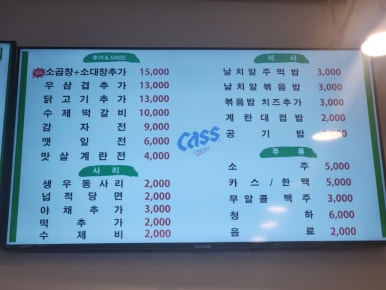 추가&사이드
소곱창+소대창추가 15,000
우삼겹추가 13,000
닭고기추가 13,000
수제떡갈비 10,000
감자전 9,000
깻잎전 6,000
맛살계란전 4,000
사리
생우동사리 2,000
넙적당면 2,000
야채추가 3,000
떡추가 2,000
수제비 2,000
cass
FRESH
식사
날치알주먹밥 3,000
날치알볶음밥 3,000
볶음밥치즈추가 3,000
계란대접밥 2,000
공기밥
주류
소주 5,000
카스/한맥 5,000
무알콜맥주 3,000
청하 6,000
음료 2,000